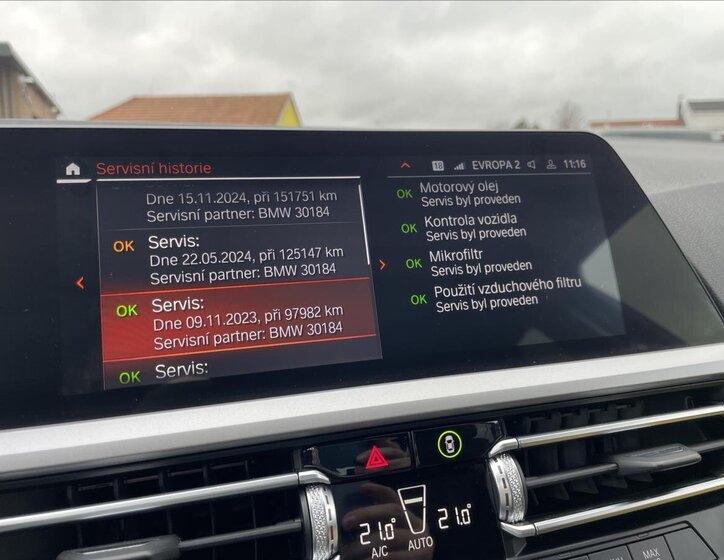 Servisní historie
18 EVROPA 2 11:16
Dne 15.11.2024, při 151751 km
Servisní partner: BMW 30184
OK Servis:
Dne 22.05.2024, při 125147 km
Servisní partner: BMW 30184
OK Servis:
Dne 09.11.2023, při 97982 km
Servisní partner: BMW 30184
OK Servis:
OK Motorový olej
Servis byl proveden
OK Kontrola vozidla
Servis byl proveden
OK Mikrofiltr
Servis byl proveden
OK Použití vzduchového filtru
Servis byl proveden
21.0° 21.0°
A/C AUTO
MAX